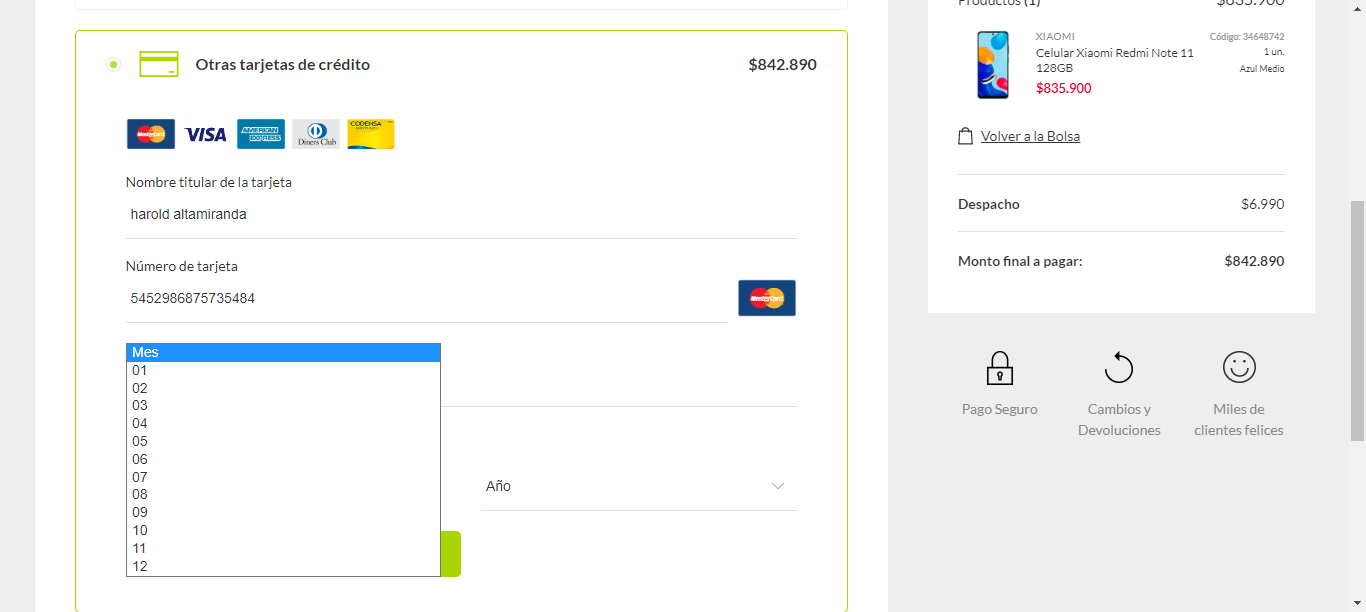 Otras tarjetas de crédito
$842.890
MasterCard
VISA
AMERICAN EXPRESS
Diners Club
CODENSA
Nombre titular de la tarjeta
harold altamiranda
Número de tarjeta
5452986875735484
MasterCard
Mes
01
02
03
04
05
06
07
08
09
10
11
12
Año
Productos (1)
$835.900
XIAOMI
Código: 34648742
Celular Xiaomi Redmi Note 11
128GB
1 un.
Azul Medio
$835.900
Volver a la Bolsa
Despacho
$6.990
Monto final a pagar:
$842.890
Pago Seguro
Cambios y
Devoluciones
Miles de
clientes felices